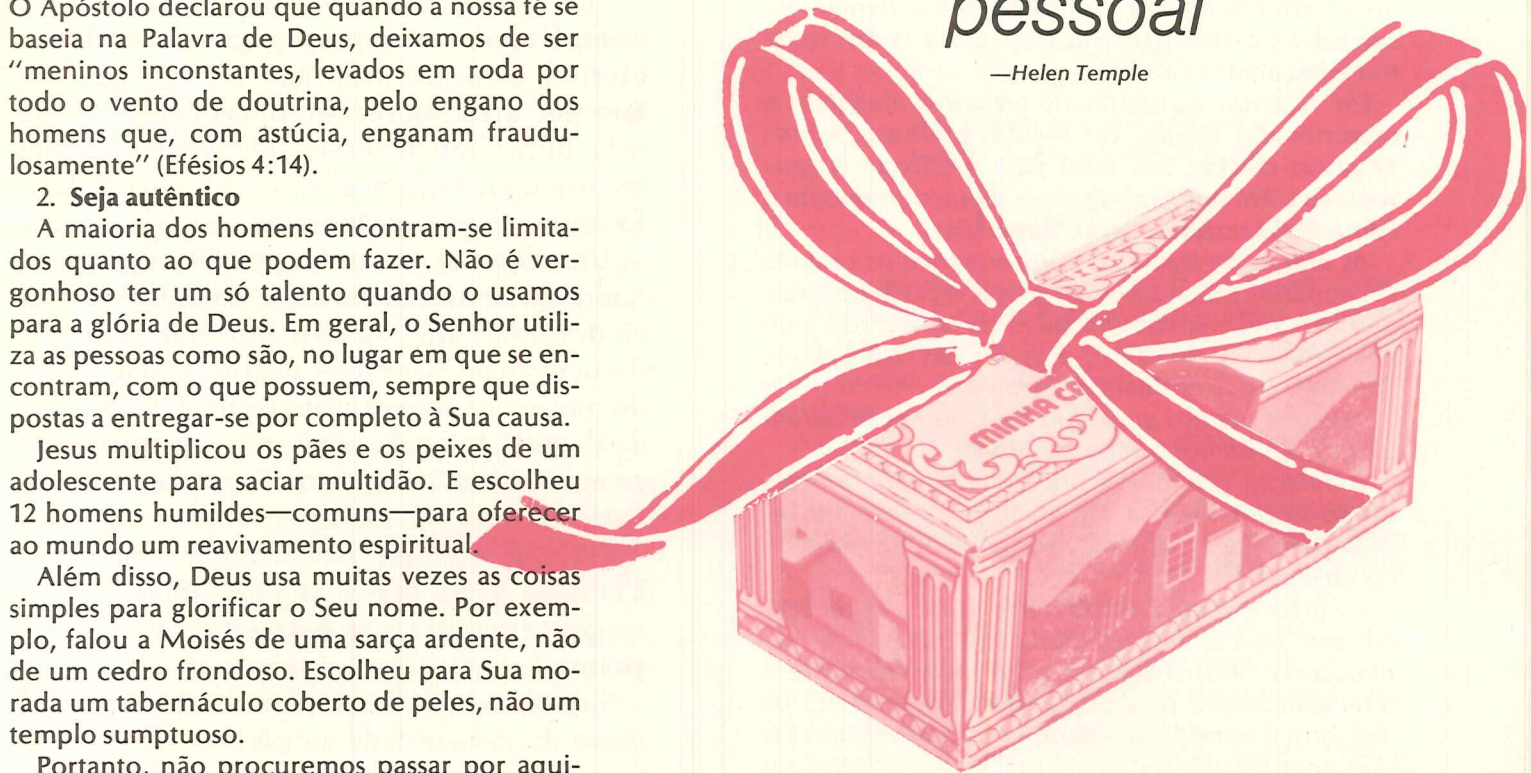 O Apóstolo declarou que quando a nossa fé se
baseia na Palavra de Deus, deixamos de ser
“meninos inconstantes, levados em roda por
todo o vento de doutrina, pelo engano dos
homens que, com astúcia, enganam fraudu-
losamente” (Efésios 4:14).
2. Seja autêntico
A maioria dos homens encontram-se limita-
dos quanto ao que podem fazer. Não é ver-
gonhoso ter um só talento quando o usamos
para a glória de Deus. Em geral, o Senhor utili-
za as pessoas como são, no lugar em que se en-
contram, com o que possuem, sempre que dis-
postas a entregar-se por completo à Sua causa.
Jesus multiplicou os pães e os peixes de um
adolescente para saciar multidão. E escolheu
12 homens humildes—comuns—para oferecer
ao mundo um reavivamento espiritual.
Além disso, Deus usa muitas vezes as coisas
simples para glorificar o Seu nome. Por exem-
plo, falou a Moisés de uma sarça ardente, não
de um cedro frondoso. Escolheu para Sua mo-
rada um tabernáculo coberto de peles, não um
templo sumptuoso.
Portanto, não procuremos passar por aqui-
pessoal
—Helen Temple
MINHA